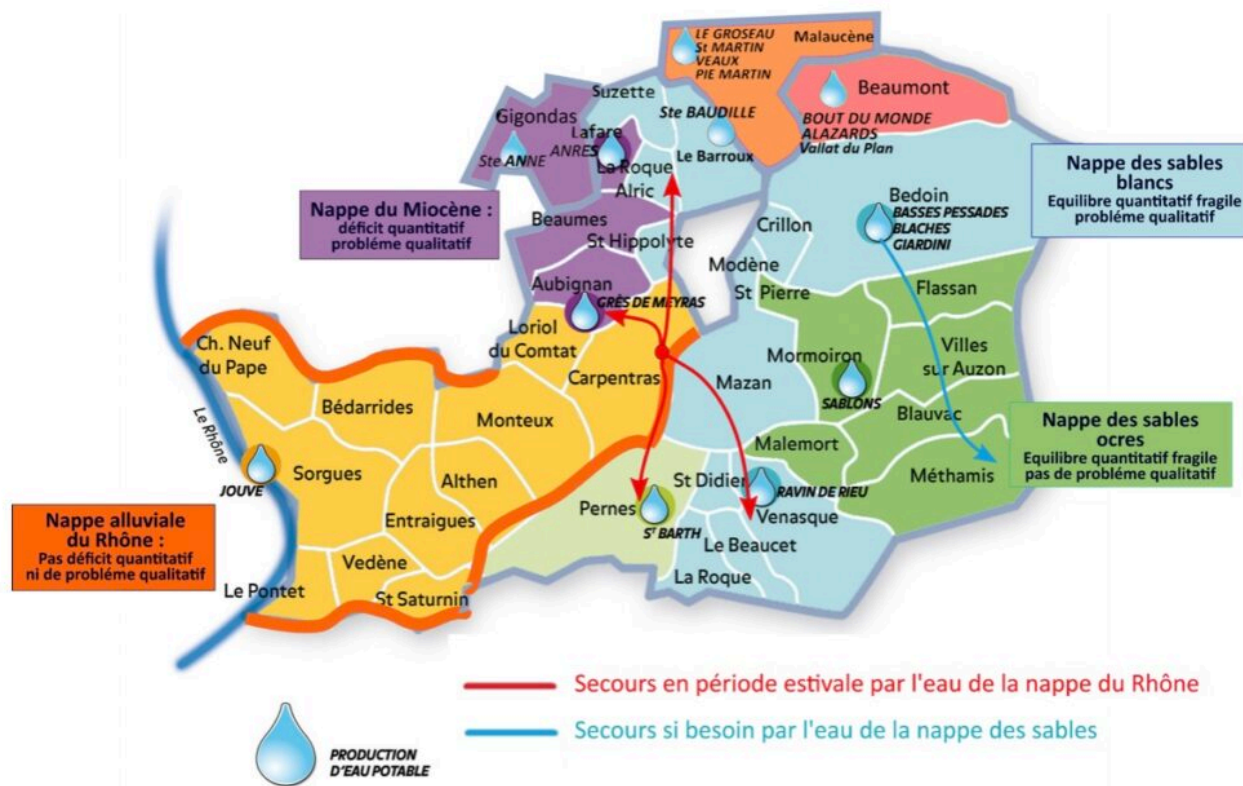 LE GROSEAU
St MARTIN
VEAUX
PIE MARTIN
Malaucène
Beaumont
BOUT DU MONDE
ALAZARDS
Vallat du Plan
Suzette
Ste BAUDILLE
Gigondas
Lafare
Ste ANNE
ANRES
La Roque
Alric
Le Barroux
Nappe des sables
blancs
Equilibre quantitatif fragile
probléme qualitatif
Bedoin
BASSES PESSADES
BLACHES
GIARDINI
Nappe du Miocène :
déficit quantitatif
probléme qualitatif
Beaumes
St Hippolyte
Crillon
Modène
St Pierre
Aubignan
GRÈS DE MEYRAS
Flassan
Loriol
du Comtat
Ch. Neuf
du Pape
Carpentras
Mazan
Mormoiron
SABLONS
Villes
sur Auzon
Bédarrides
Monteux
Blauvac
Nappe des sables
ocres
Equilibre quantitatif fragile
pas de probléme qualitatif
Le Rhône
Malemort
Méthamis
Sorgues
Althen
JOUVE
St Didier
RAVIN DE RIEU
Venasque
Pernes
ST BARTH
Entraigues
Le Beaucet
La Roque
Nappe alluviale
du Rhône :
Pas déficit quantitatif
ni de probléme qualitatif
Vedène
Le Pontet
St Saturnin
Secours en période estivale par l'eau de la nappe du Rhône
Secours si besoin par l'eau de la nappe des sables
PRODUCTION
D'EAU POTABLE